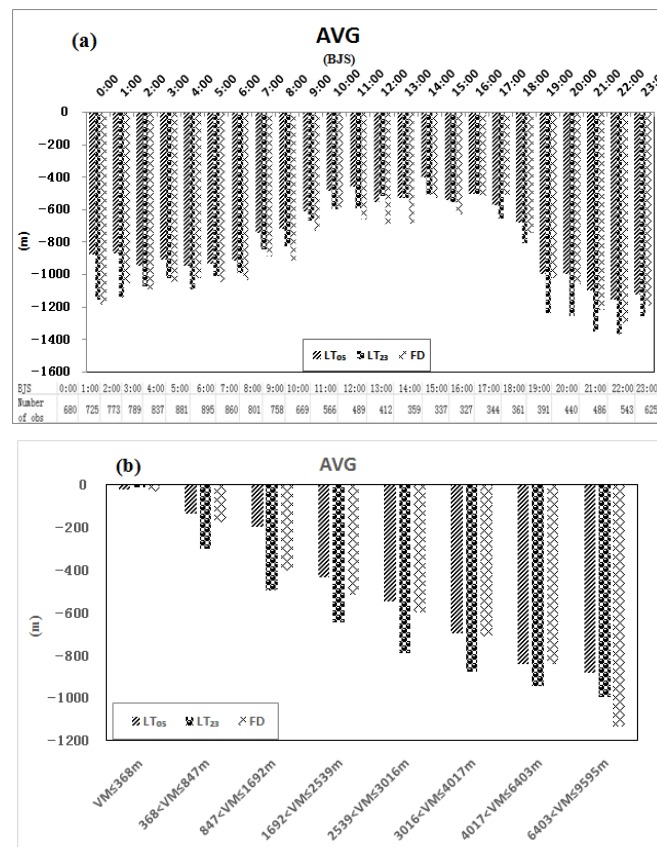 (a)
AVG
(BJS)
0:00 1:00 2:00 3:00 4:00 5:00 6:00 7:00 8:00 9:00 10:00 11:00 12:00 13:00 14:00 15:00 16:00 17:00 18:00 19:00 20:00 21:00 22:00 23:00
0
−200
−400
−600
−800
−1000
−1200
−1400
−1600
(m)
LT₀₅ LT₂₃ FD
BJS 0:00 1:00 2:00 3:00 4:00 5:00 6:00 7:00 8:00 9:00 10:00 11:00 12:00 13:00 14:00 15:00 16:00 17:00 18:00 19:00 20:00 21:00 22:00 23:00
Number
of obs 680 725 773 789 837 881 895 860 801 758 669 566 489 412 359 337 327 344 361 391 440 486 543 625
(b)
AVG
0
−200
−400
−600
−800
−1000
−1200
(m)
LT₀₅ LT₂₃ FD
VM≤368m
368<VM≤847m
847<VM≤1692m
1692<VM≤2539m
2539<VM≤3016m
3016<VM≤4017m
4017<VM≤6403m
6403<VM≤9595m